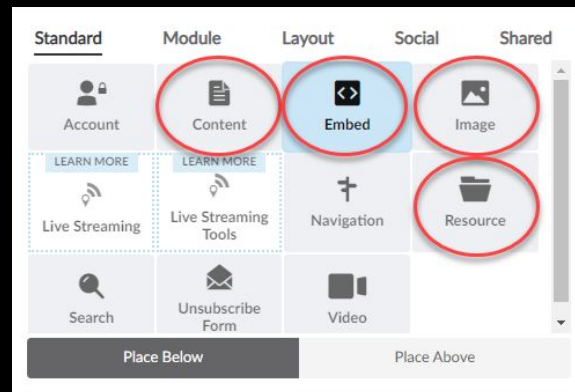 Standard Module Layout Social Shared
Account Content Embed Image
LEARN MORE LEARN MORE
Live Streaming Live Streaming Tools Navigation Resource
Search Unsubscribe Form Video
Place Below Place Above